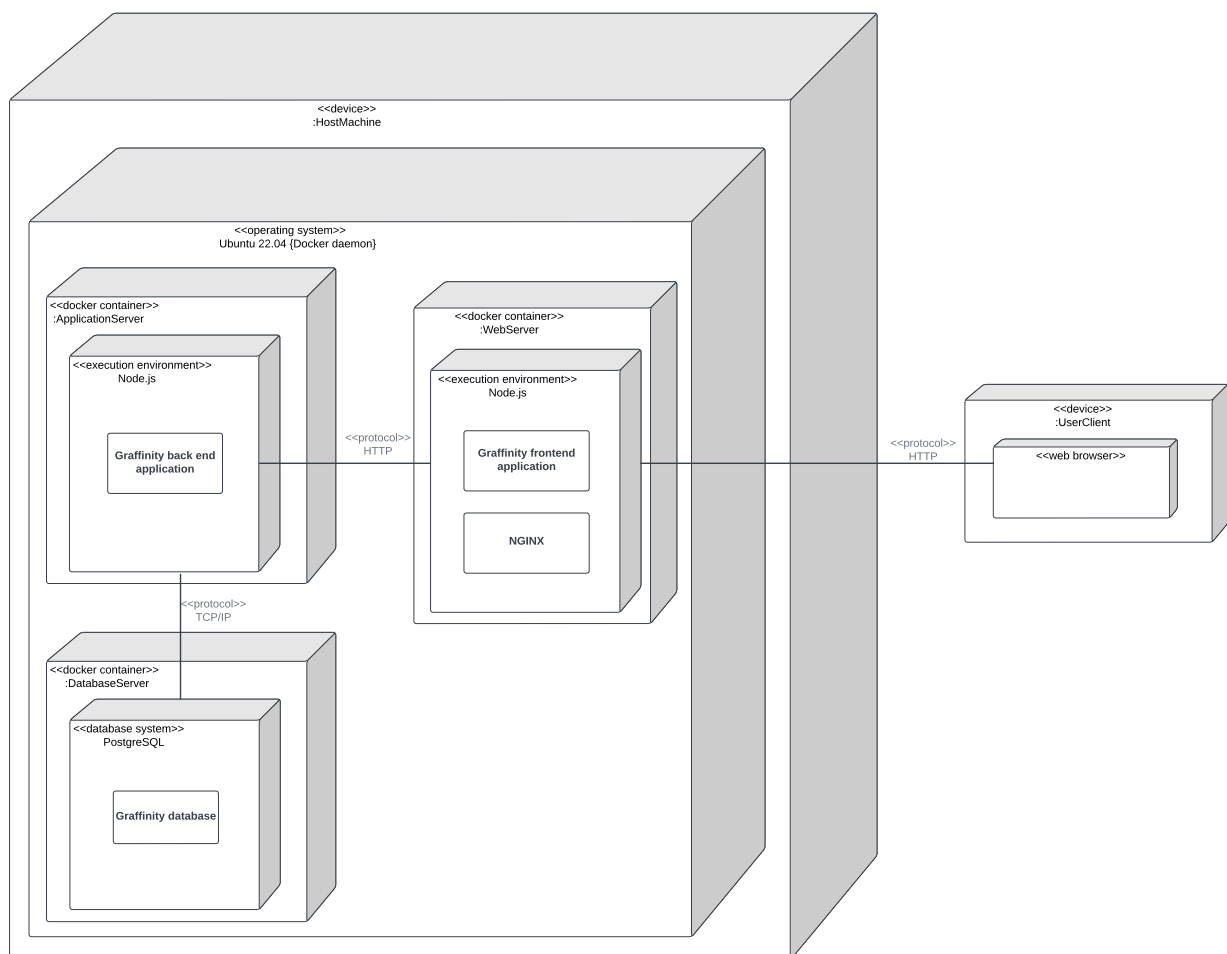 <<device>>
:HostMachine
<<operating system>>
Ubuntu 22.04 {Docker daemon}
<<docker container>>
:ApplicationServer
<<execution environment>>
Node.js
Graffinity back end
application
<<protocol>>
HTTP
<<docker container>>
:WebServer
<<execution environment>>
Node.js
Graffinity frontend
application
NGINX
<<protocol>>
HTTP
<<device>>
:UserClient
<<web browser>>
<<protocol>>
TCP/IP
<<docker container>>
:DatabaseServer
<<database system>>
PostgreSQL
Graffinity database